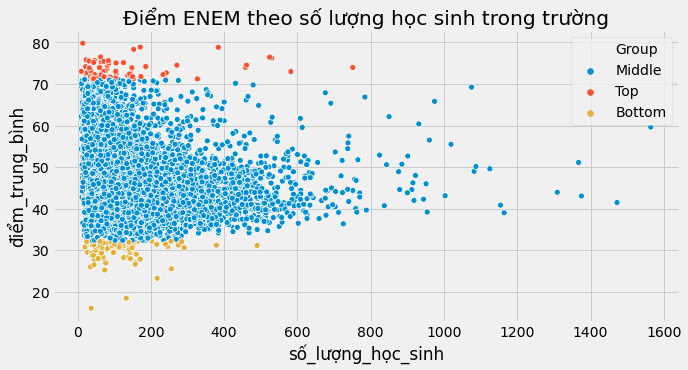 Điểm ENEM theo số lượng học sinh trong trường
Group
Middle
Top
Bottom
80
70
60
50
40
30
20
điểm_trung_bình
0 200 400 600 800 1000 1200 1400 1600
số_lượng_học_sinh